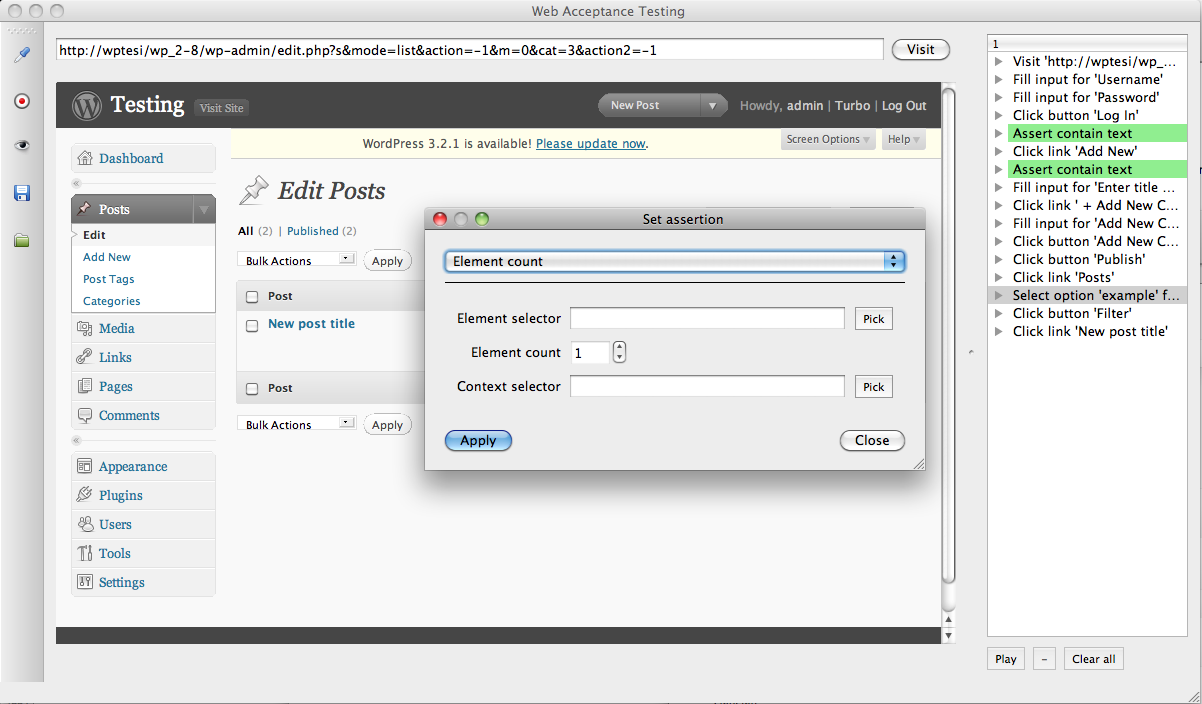 Web Acceptance Testing
http://wptesi/wp_2-8/wp-admin/edit.php?s&mode=list&action=-1&m=0&cat=3&action2=-1
Visit
Testing
Visit Site
New Post
Howdy, admin | Turbo | Log Out
WordPress 3.2.1 is available! Please update now.
Screen Options
Help
Dashboard
Posts
Edit
Add New
Post Tags
Categories
Media
Links
Pages
Comments
Appearance
Plugins
Users
Tools
Settings
Edit Posts
All (2) | Published (2)
Bulk Actions
Apply
Post
New post title
Post
Bulk Actions
Apply
Set assertion
Element count
Element selector
Pick
Element count
1
Context selector
Pick
Apply
Close
1
Visit 'http://wptesi/wp_...
Fill input for 'Username'
Fill input for 'Password'
Click button 'Log In'
Assert contain text
Click link 'Add New'
Assert contain text
Fill input for 'Enter title ...
Click link ' + Add New C...
Fill input for 'Add New C...
Click button 'Add New C...
Click button 'Publish'
Click link 'Posts'
Select option 'example' f...
Click button 'Filter'
Click link 'New post title'
Play
-
Clear all